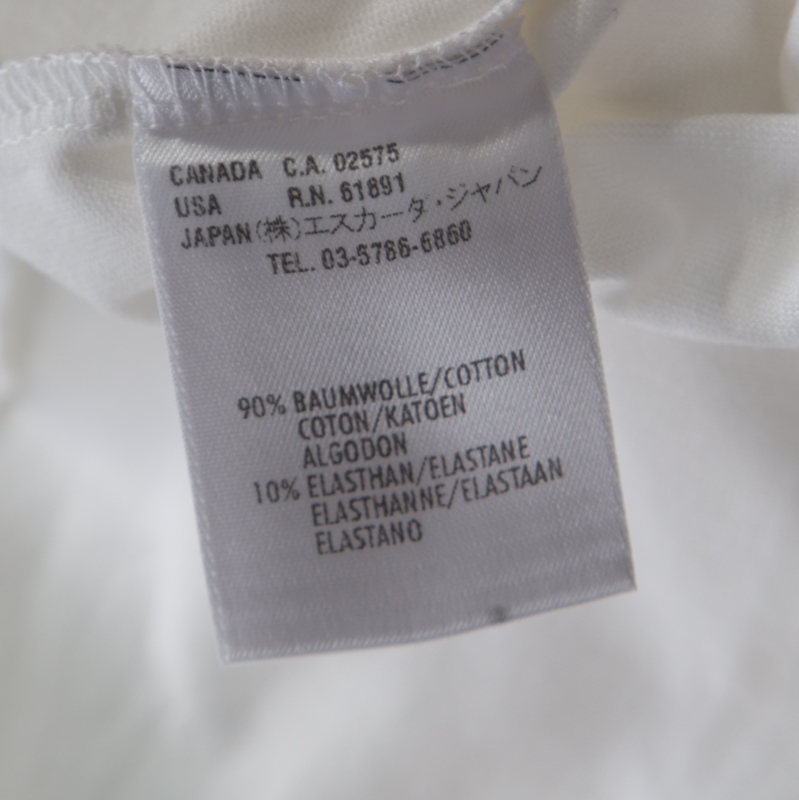 CANADA C.A. 02575
USA R.N. 61891
JAPAN (株)エスカーダ・ジャパン
TEL. 03-5786-6860
90% BAUMWOLLE/COTTON
COTON/KATOEN
ALGODON
10% ELASTHAN/ELASTANE
ELASTHANNE/ELASTAAN
ELASTANO